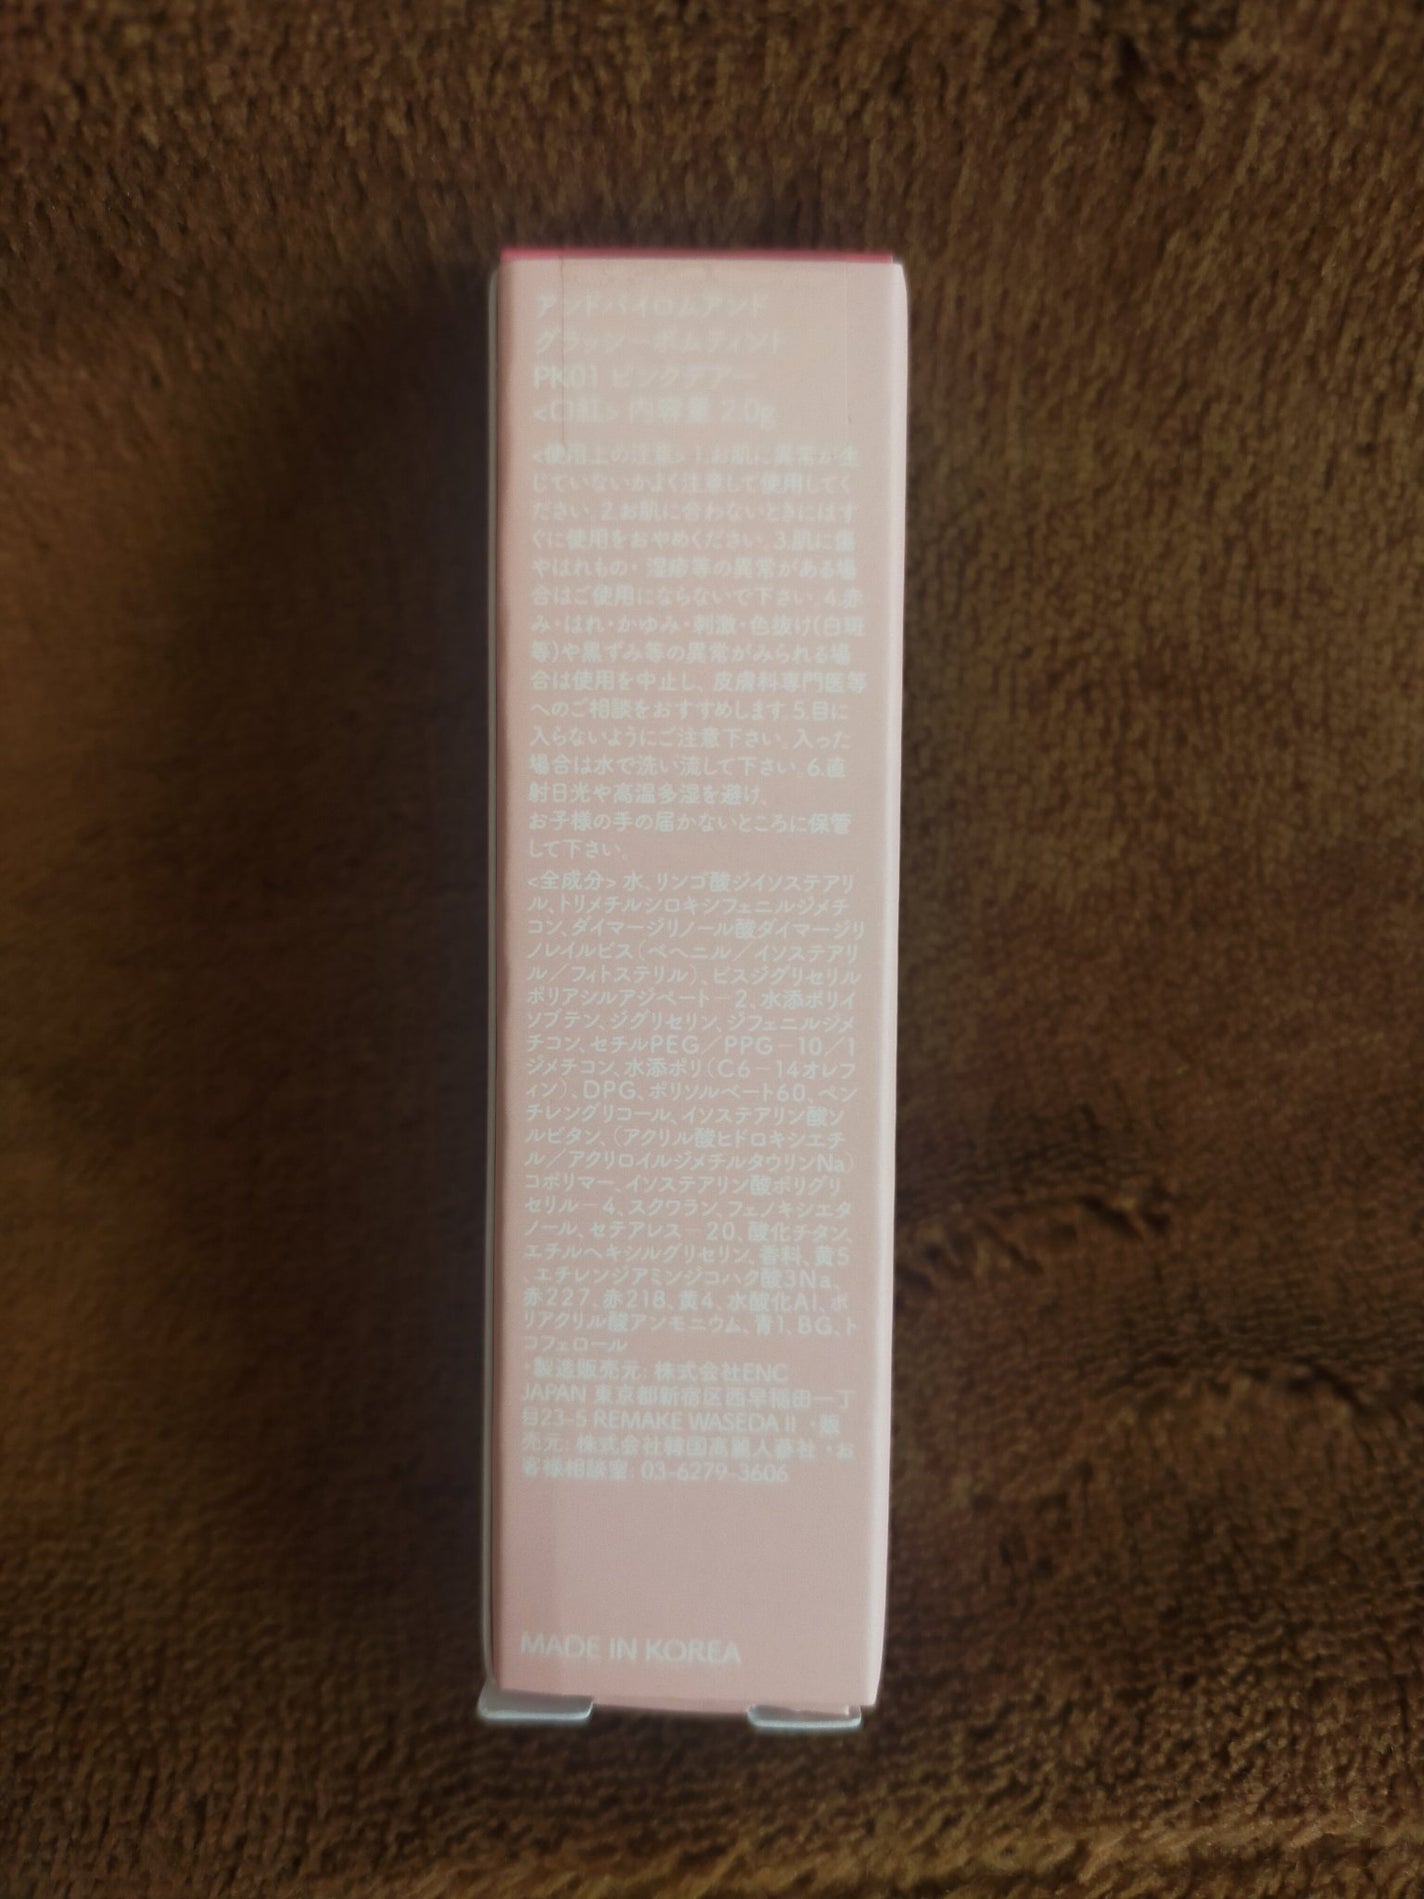 アンドバイロムアンド
グラッシーボムティント
PK01 ピンクデアー
<口紅> 内容量 2.0g
<使用上の注意> 1.お肌に異常が生
じていないかよく注意して使用してく
ださい。2.お肌に合わないときにはす
ぐに使用をおやめください。3.肌に傷
やはれもの・湿疹等の異常がある場
合はご使用にならないで下さい。4.赤
み・はれ・かゆみ・刺激・色抜け(白斑
等)や黒ずみ等の異常がみられる場
合は使用を中止し、皮膚科専門医等
へのご相談をおすすめします。5.目に
入らないようにご注意下さい。入った
場合は水で洗い流して下さい。6.直
射日光や高温多湿を避け、
お子様の手の届かないところに保管
して下さい。
<全成分> 水、リンゴ酸ジイソステアリ
ル、トリメチルシロキシフェニルジメチ
コン、ダイマージリノール酸ダイマージリ
ノレイルビス(ベヘニル/イソステアリ
ル/フィトステリル)、ビスジグリセリル
ポリアシルアジペート-2、水添ポリイ
ソブテン、ジグリセリン、ジフェニルジメ
チコン、セチルPEG/PPG-10/1
ジメチコン、水添ポリ(C6-14オレフ
ィン)、DPG、ポリソルベート60、ペン
チレングリコール、イソステアリン酸ソ
ルビタン、(アクリル酸ヒドロキシエチ
ル/アクリロイルジメチルタウリンNa)
コポリマー、イソステアリン酸ポリグリ
セリル-4、スクワラン、フェノキシエタ
ノール、セテアレス-20、酸化チタン、
エチルヘキシルグリセリン、香料、黄5
、エチレンジアミンジコハク酸3Na、
赤227、赤218、黄4、水酸化Al、ポ
リアクリル酸アンモニウム、青1、BG、ト
コフェロール
・製造販売元: 株式会社ENC
JAPAN 東京都新宿区西早稲田一丁
目23-5 REMAKE WASEDA II ・販
売元: 株式会社韓国高麗人蔘社 ・お
客様相談室: 03-6279-3606
MADE IN KOREA